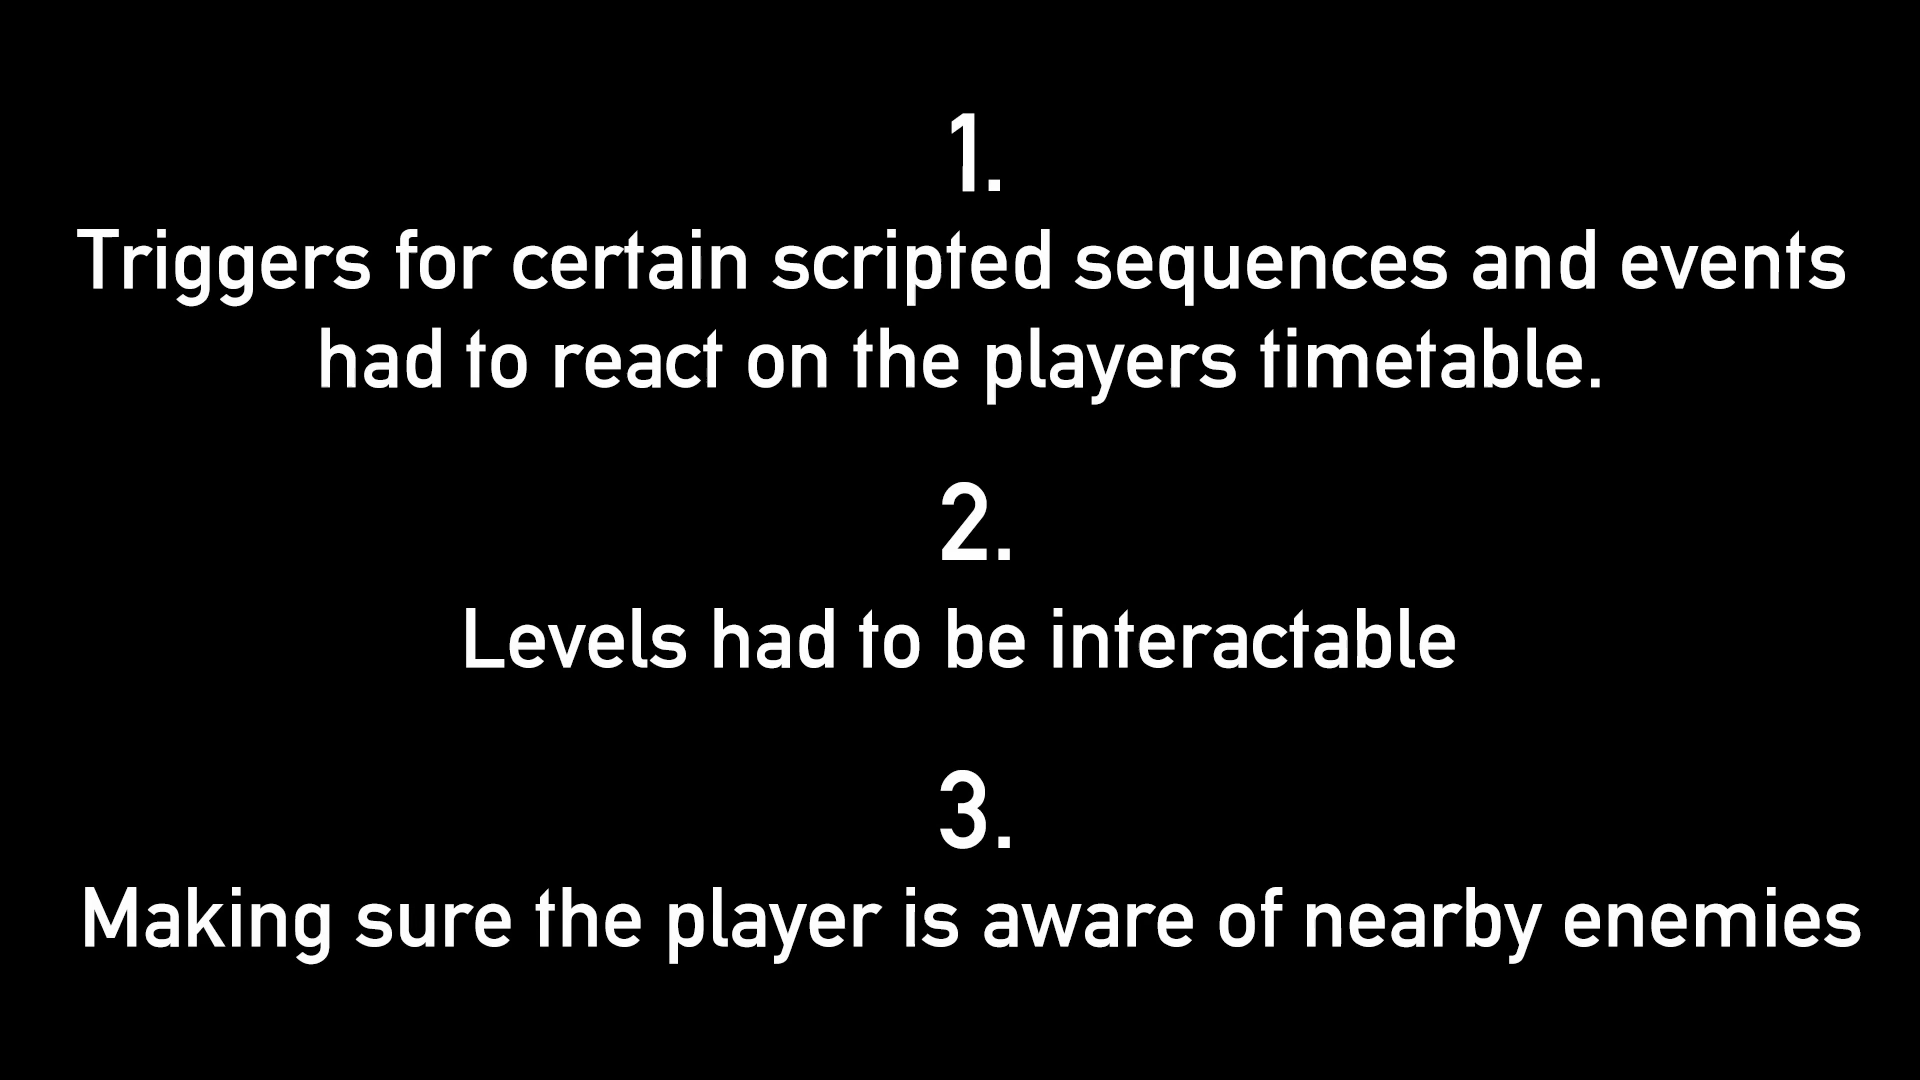 1.
Triggers for certain scripted sequences and events
had to react on the players timetable.
2.
Levels had to be interactable
3.
Making sure the player is aware of nearby enemies